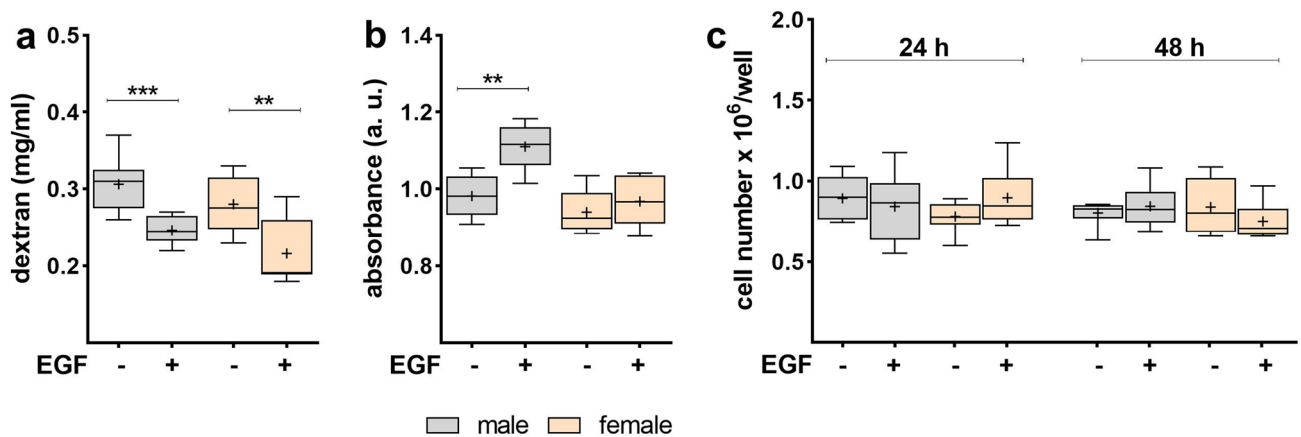 a
dextran (mg/ml)
0.5
0.4
0.3
0.2
***
**
EGF - + - +
b
absorbance (a. u.)
1.4
1.2
1.0
0.8
**
EGF - + - +
c
cell number x 10⁶/well
2.0
1.5
1.0
0.5
24 h 48 h
EGF - + - + - + - +
male female